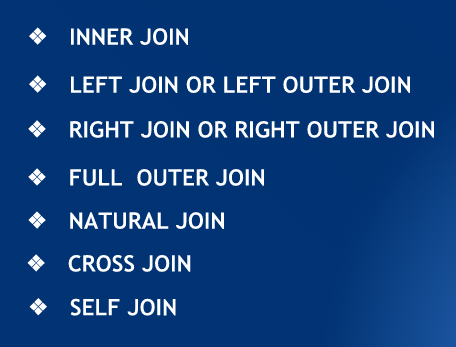 ❖ INNER JOIN
❖ LEFT JOIN OR LEFT OUTER JOIN
❖ RIGHT JOIN OR RIGHT OUTER JOIN
❖ FULL  OUTER JOIN
❖ NATURAL JOIN
❖ CROSS JOIN
❖ SELF JOIN